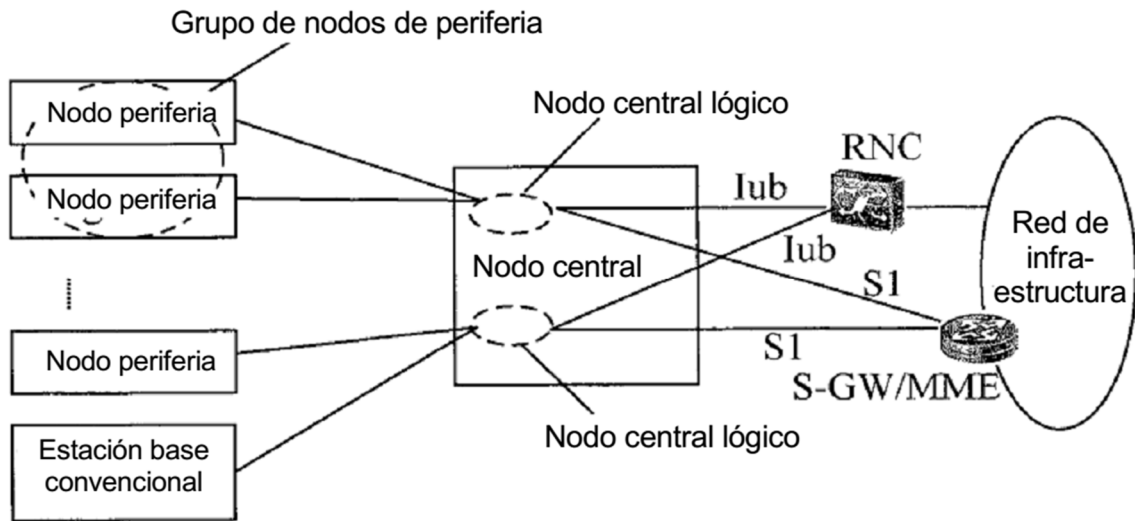 Grupo de nodos de periferia
Nodo periferia
Nodo periferia
Nodo periferia
Estación base
convencional
Nodo central lógico
Nodo central
Nodo central lógico
Iub
Iub
S1
S1
RNC
S-GW/MME
Red de
infra-
estructura